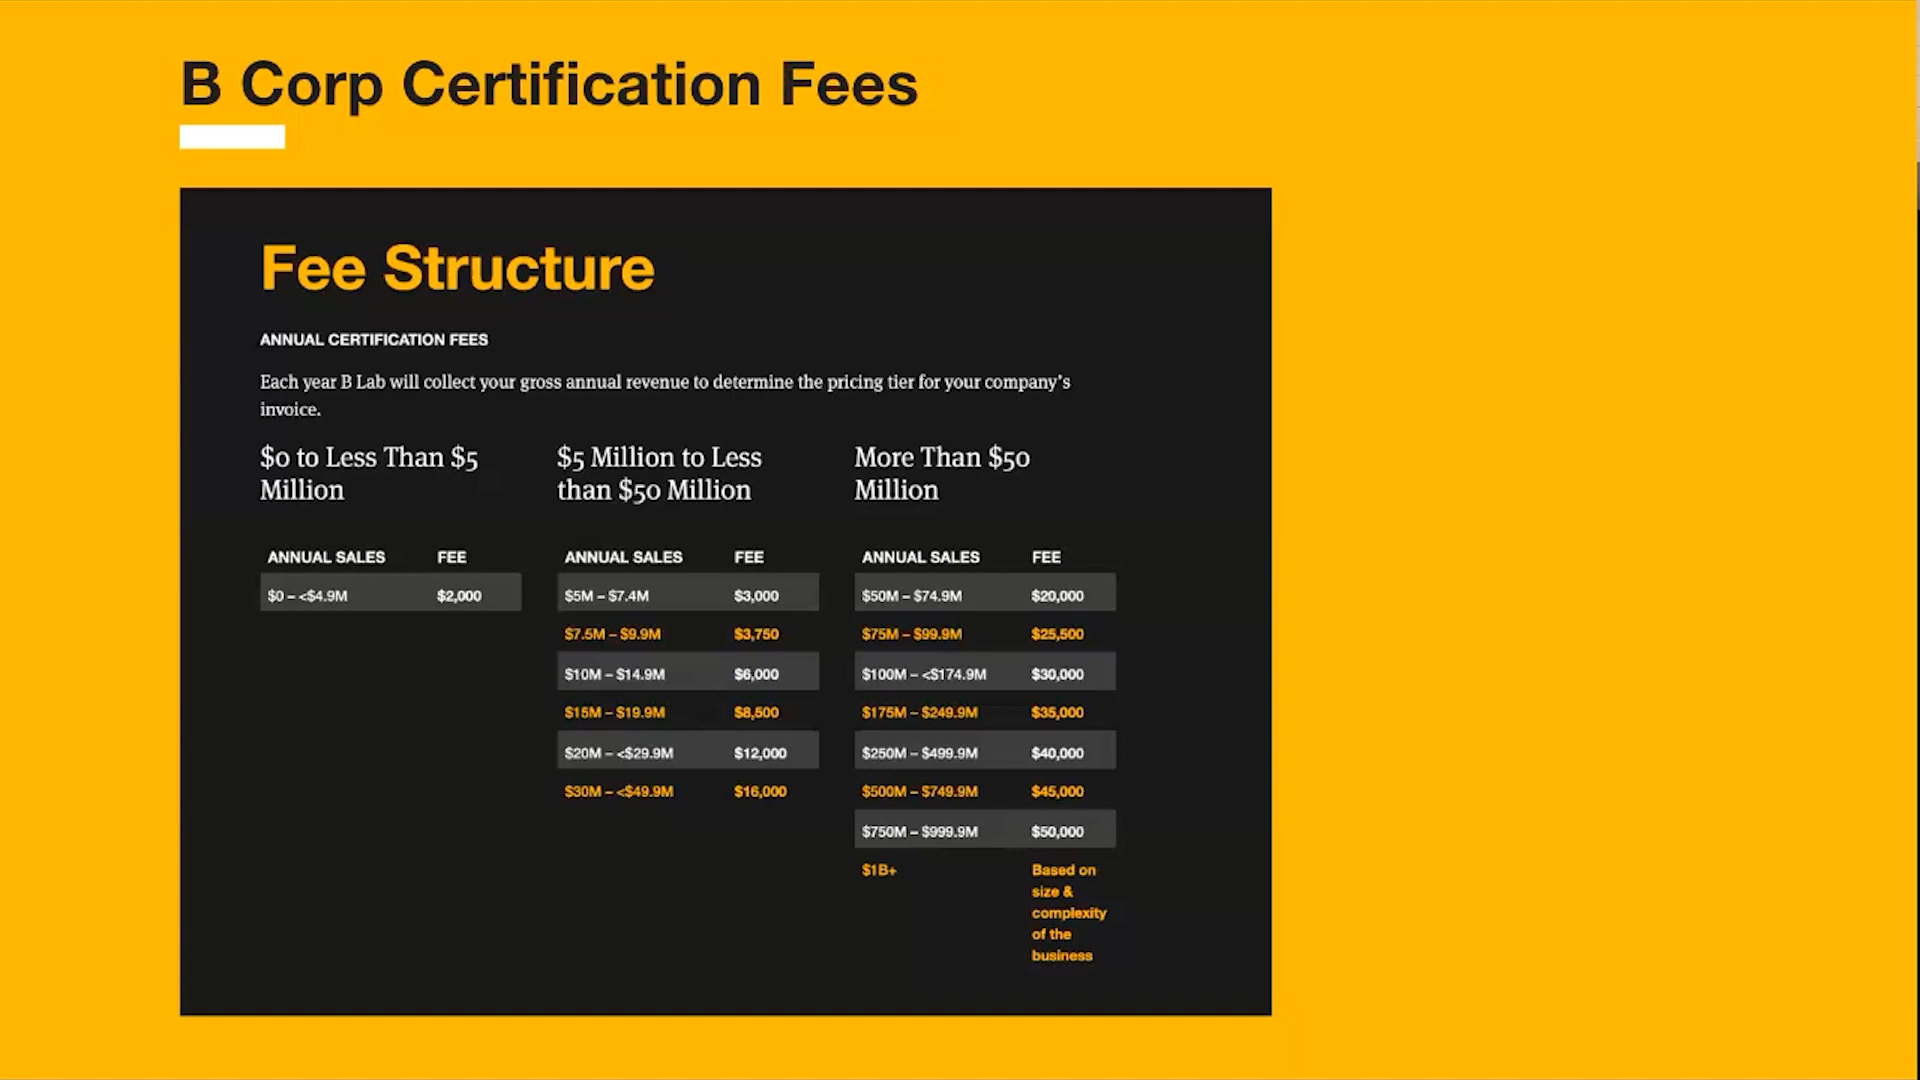 B Corp Certification Fees
Fee Structure
ANNUAL CERTIFICATION FEES
Each year B Lab will collect your gross annual revenue to determine the pricing tier for your company's
invoice.
$0 to Less Than $5
Million
ANNUAL SALES FEE
$0 – <$4.9M $2,000
$5 Million to Less
than $50 Million
ANNUAL SALES FEE
$5M – $7.4M $3,000
$7.5M – $9.9M $3,750
$10M – $14.9M $6,000
$15M – $19.9M $8,500
$20M – <$29.9M $12,000
$30M – <$49.9M $16,000
More Than $50
Million
ANNUAL SALES FEE
$50M – $74.9M $20,000
$75M – $99.9M $25,500
$100M – <$174.9M $30,000
$175M – $249.9M $35,000
$250M – $499.9M $40,000
$500M – $749.9M $45,000
$750M – $999.9M $50,000
$1B+ Based on
size &
complexity
of the
business